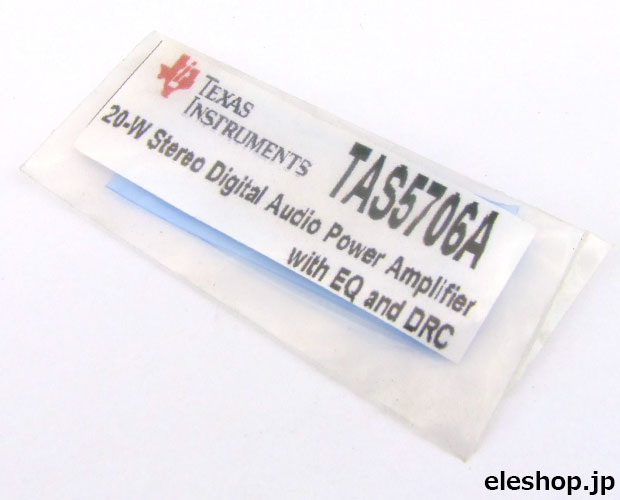 TEXAS
INSTRUMENTS
TAS5706A
20-W Stereo Digital Audio Power Amplifier
with EQ and DRC
eleshop.jp